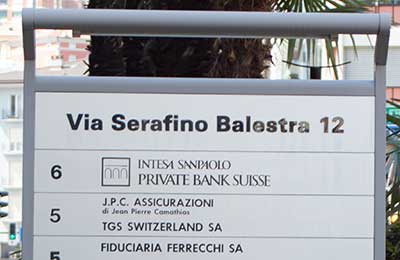 Via Serafino Balestra 12
6 INTESA SANPAOLO
PRIVATE BANK SUISSE
5 J.P.C. ASSICURAZIONI
di Jean Pierre Camathias
TGS SWITZERLAND SA
5 FIDUCIARIA FERRECCHI SA